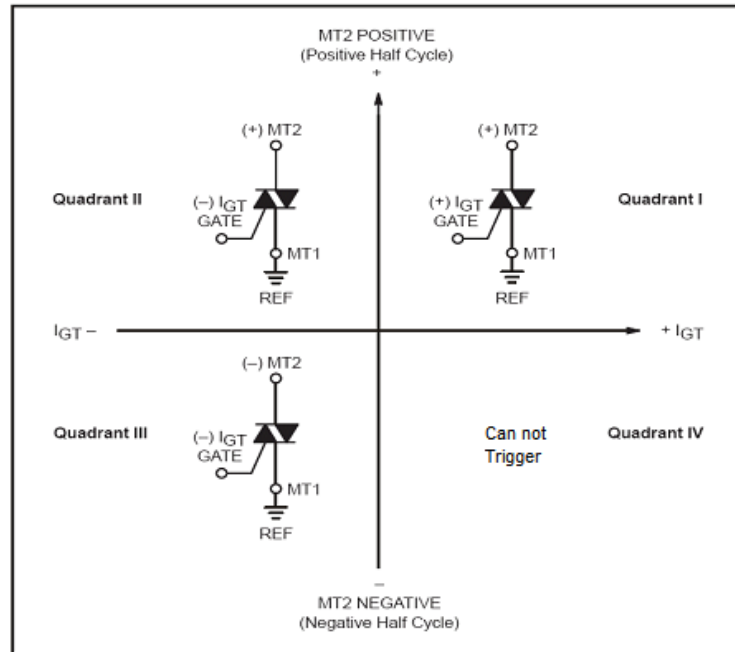 MT2 POSITIVE
(Positive Half Cycle)
+
(+) MT2
(+) MT2
Quadrant II
(–) IGT
GATE
(+) IGT
GATE
Quadrant I
MT1
MT1
REF
REF
IGT –
+ IGT
(–) MT2
Quadrant III
(–) IGT
GATE
Can not
Trigger
Quadrant IV
MT1
REF
–
MT2 NEGATIVE
(Negative Half Cycle)